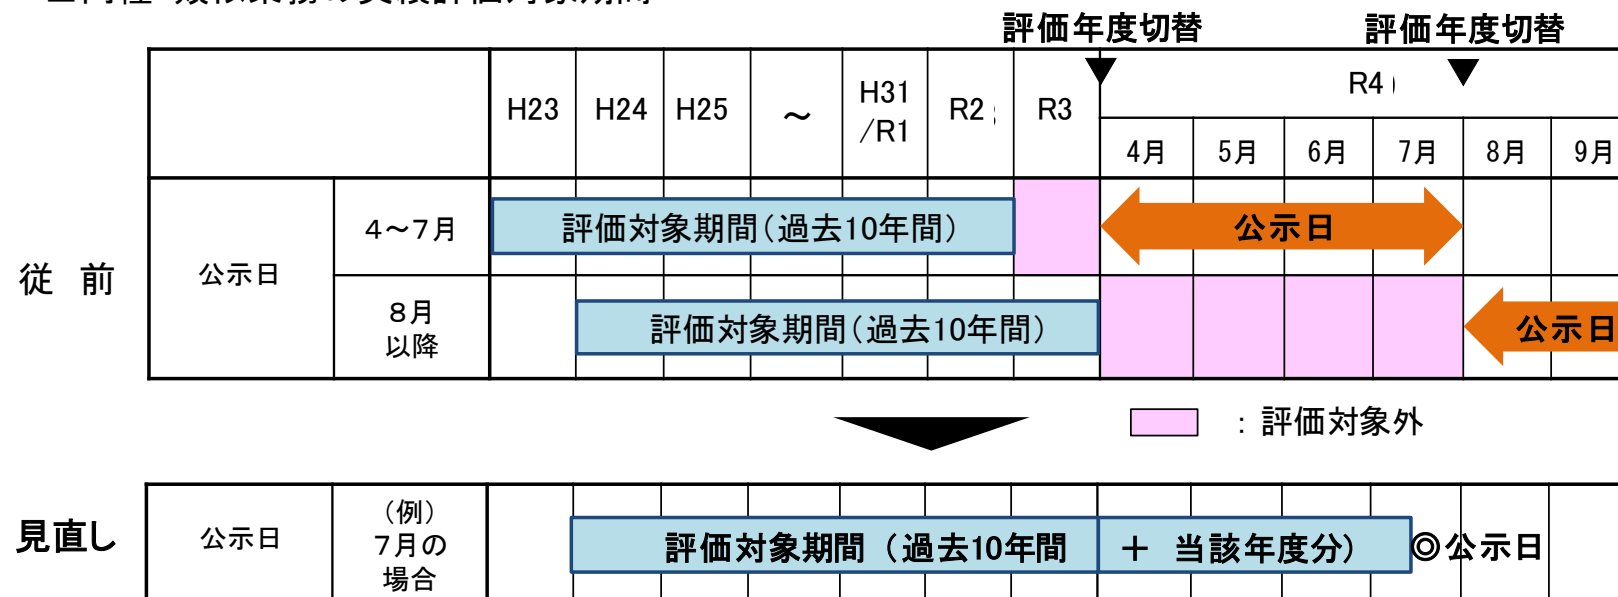 評価年度切替 評価年度切替
H23 H24 H25 ～ H31/R1 R2 R3 R4
4月 5月 6月 7月 8月 9月
従 前
公示日
4～7月
評価対象期間（過去10年間）
公示日
8月
以降
評価対象期間（過去10年間）
公示日
：評価対象外
見直し
公示日
（例）
7月の
場合
評価対象期間（過去10年間 ＋ 当該年度分）
◎公示日